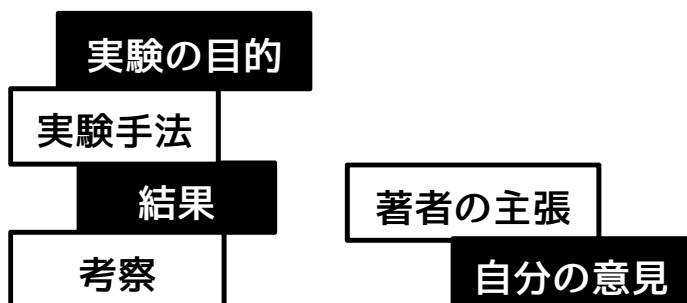 実験の目的
実験手法
結果
考察
著者の主張
自分の意見